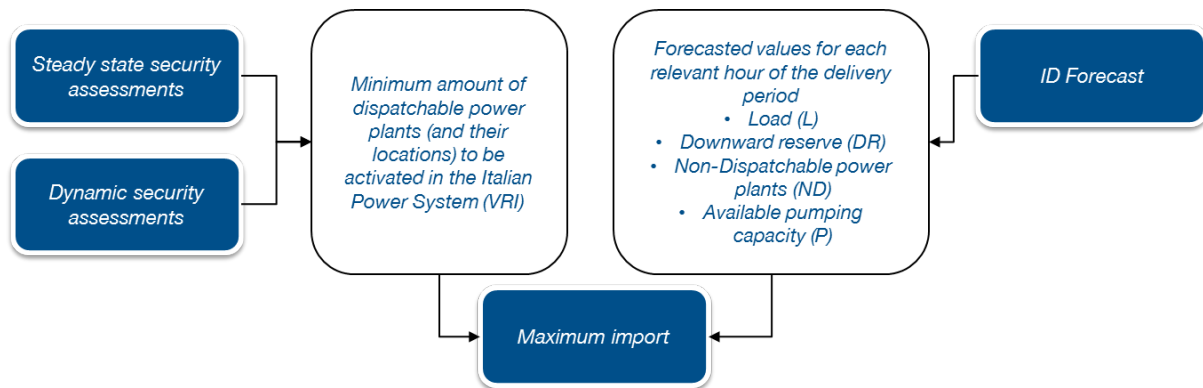 Steady state security
assessments
Dynamic security
assessments
Minimum amount of
dispatchable power
plants (and their
locations) to be
activated in the Italian
Power System (VRI)
Forecasted values for each
relevant hour of the delivery
period
• Load (L)
• Downward reserve (DR)
• Non-Dispatchable power
plants (ND)
• Available pumping
capacity (P)
ID Forecast
Maximum import